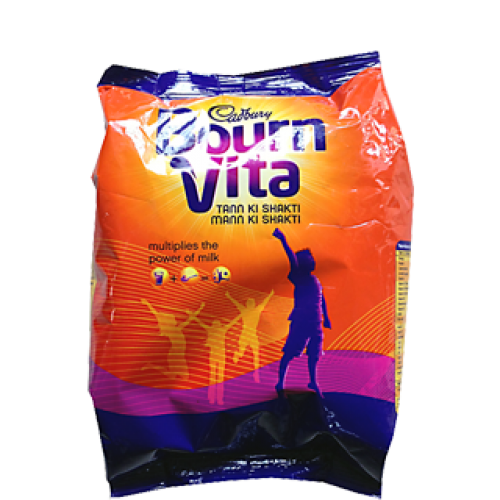 Cadbury
Bourn
Vita
TANN KI SHAKTI
MANN KI SHAKTI
multiplies the
power of milk
+ =